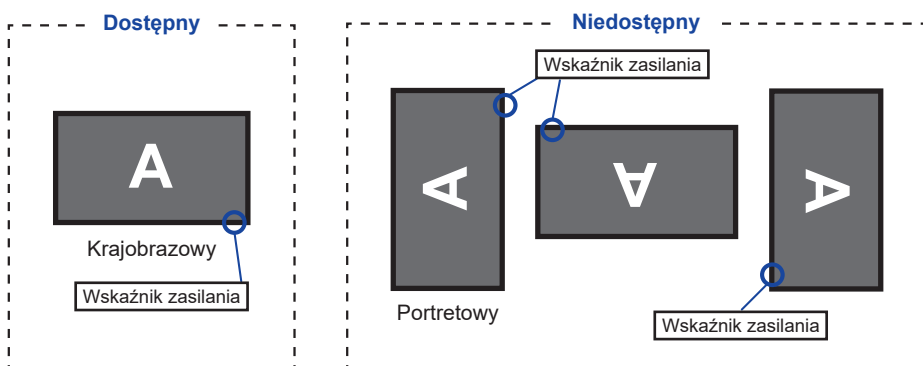 Dostępny
A
Krajobrazowy
Wskaźnik zasilania
Niedostępny
Wskaźnik zasilania
A
A
A
Portretowy
Wskaźnik zasilania